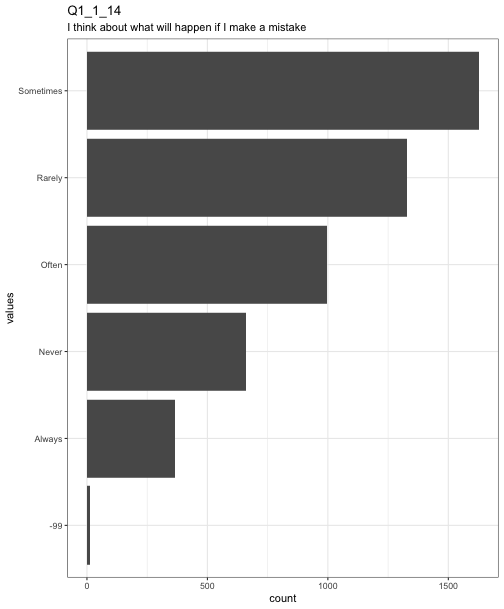 Q1_1_14
I think about what will happen if I make a mistake
Sometimes
Rarely
Often
values
Never
Always
-99
0 500 1000 1500
count